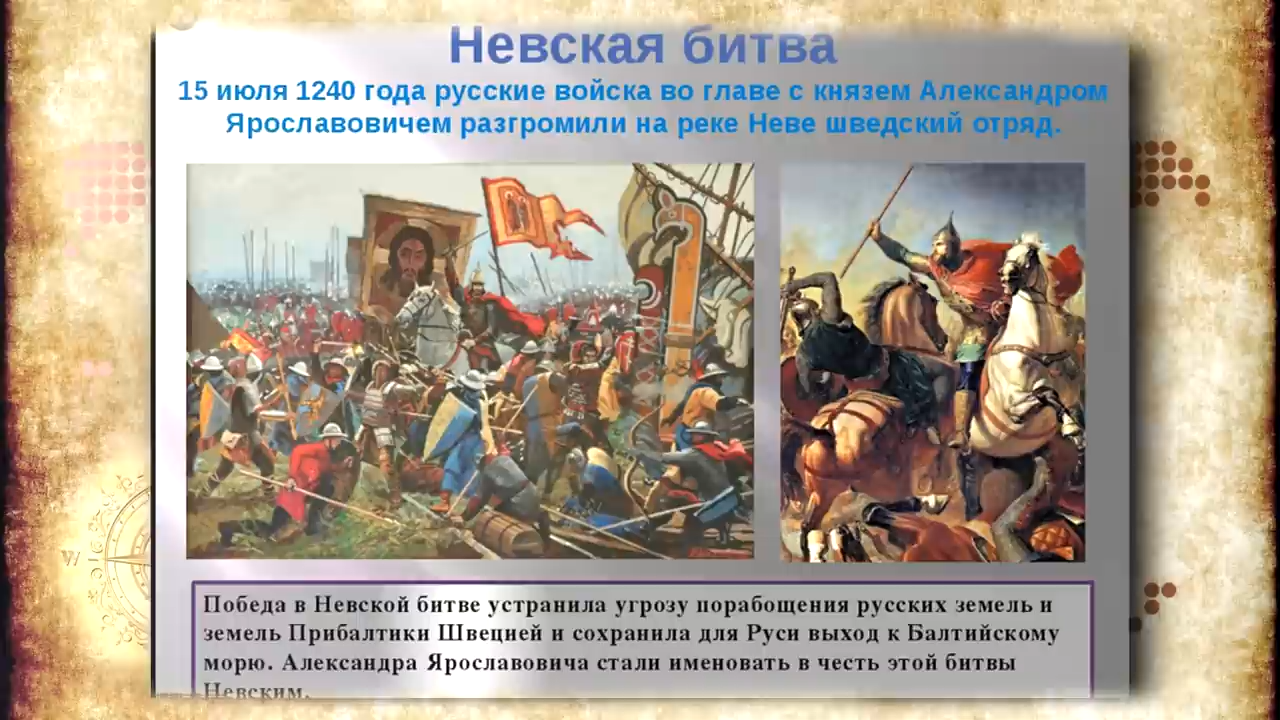 Невская битва
15 июля 1240 года русские войска во главе с князем Александром
Ярославовичем разгромили на реке Неве шведский отряд.
Победа в Невской битве устранила угрозу порабощения русских земель и
земель Прибалтики Швецией и сохранила для Руси выход к Балтийскому
морю. Александра Ярославовича стали именовать в честь этой битвы
Невским.
W